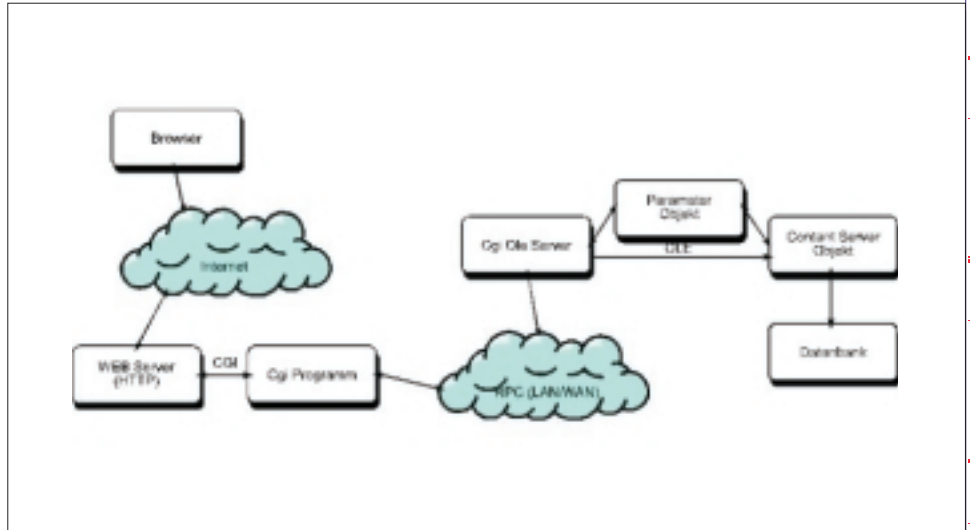 Browser
Internet
WEB Server
(HTTP)
CGI
Cgi Programm
RPC (LAN/WAN)
Cgi Ole Server
Parameter
Objekt
OLE
Content Server
Objekt
Datenbank